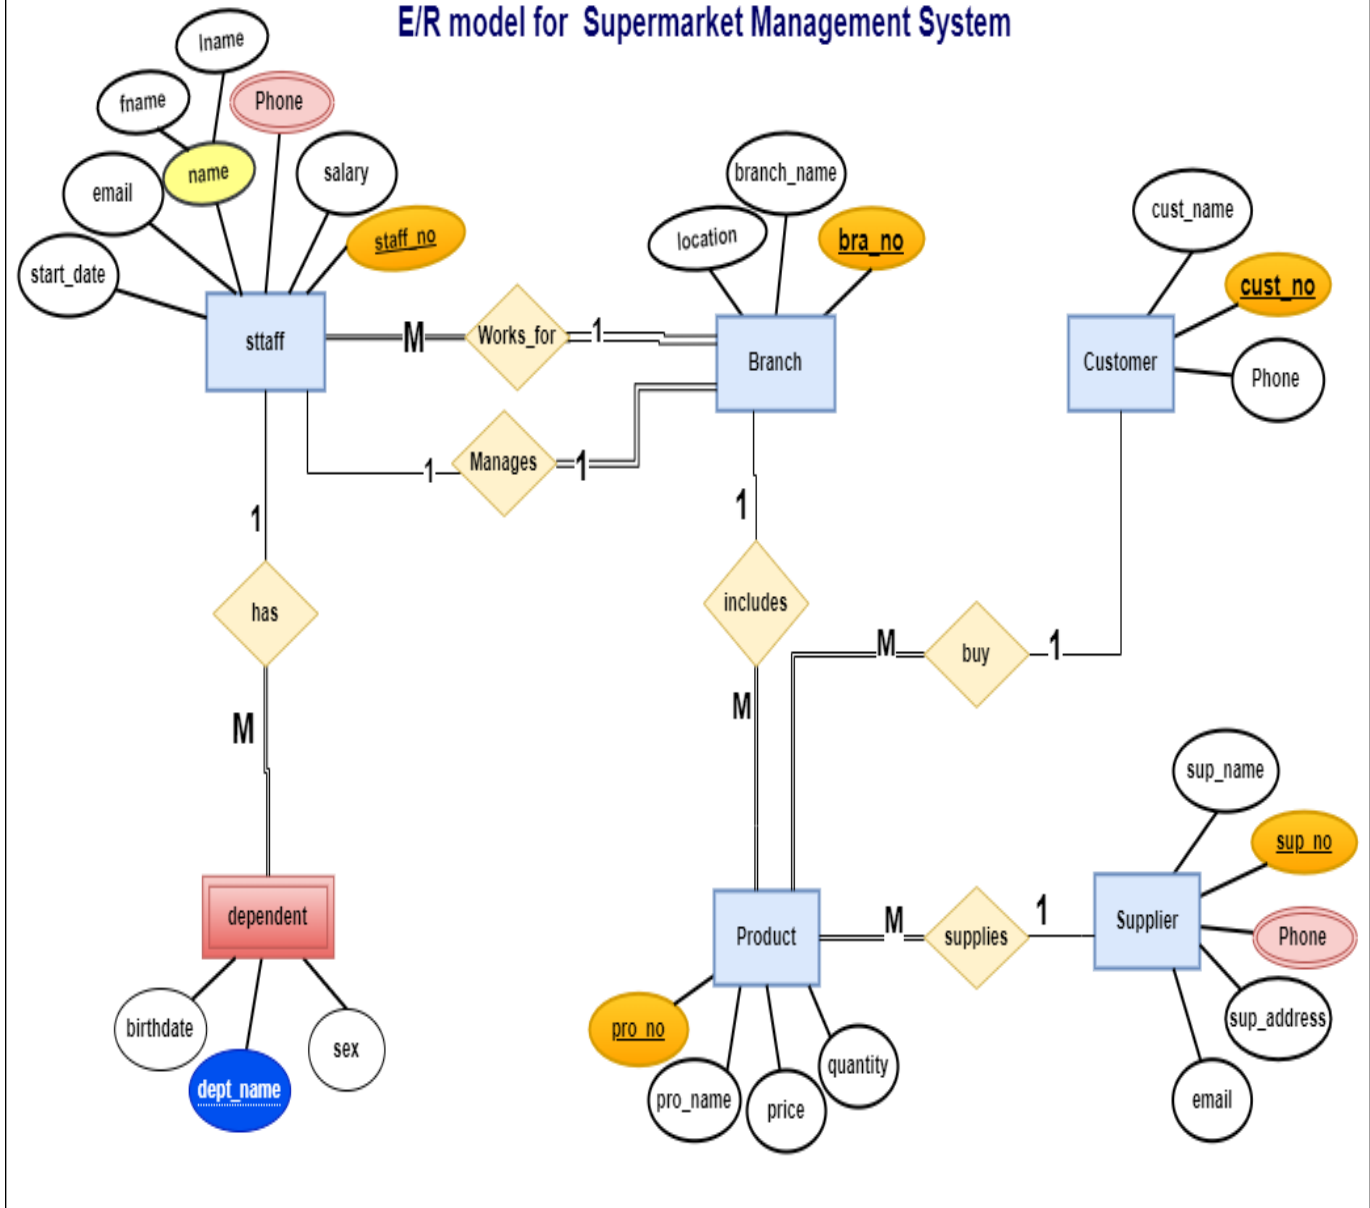 E/R model for Supermarket Management System
lname
fname
Phone
name
salary
email
staff_no
start_date
sttaff
M
Works_for
1
branch_name
location
bra_no
Branch
cust_name
cust_no
Customer
Phone
1
Manages
1
1
has
M
1
includes
M
M
buy
1
dependent
birthdate
dept_name
sex
Product
M
supplies
1
Supplier
sup_name
sup_no
Phone
sup_address
email
pro_no
pro_name
price
quantity